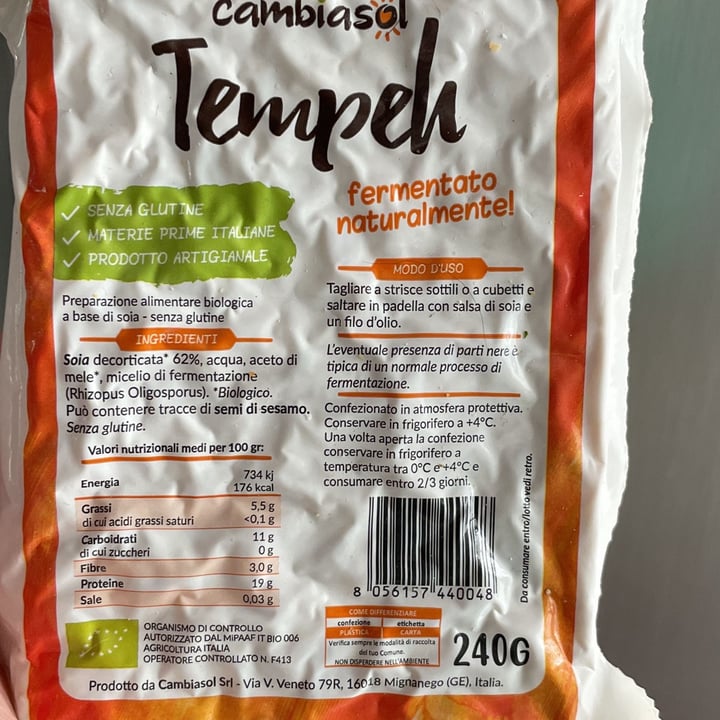 cambiasol
Tempeh
fermentato
naturalmente!
SENZA GLUTINE
MATERIE PRIME ITALIANE
PRODOTTO ARTIGIANALE
Preparazione alimentare biologica
a base di soia - senza glutine
INGREDIENTI
Soia decorticata* 62%, acqua, aceto di
mele*, micelio di fermentazione
(Rhizopus Oligosporus). *Biologico.
Può contenere tracce di semi di sesamo.
Senza glutine.
Valori nutrizionali medi per 100 gr:
Energia 734 kj
176 kcal
Grassi 5,5 g
di cui acidi grassi saturi <0,1 g
Carboidrati 11 g
di cui zuccheri 0 g
Fibre 3,0 g
Proteine 19 g
Sale 0,03 g
MODO D'USO
Tagliare a strisce sottili o a cubetti e
saltare in padella con salsa di soia e
un filo d'olio.
L'eventuale presenza di parti nere è
tipica di un normale processo di
fermentazione.
Confezionato in atmosfera protettiva.
Conservare in frigorifero a +4°C.
Una volta aperta la confezione
conservare in frigorifero a
temperatura tra 0°C e +4°C e
consumare entro 2/3 giorni.
Da consumare entro/lotto vedi retro.
8 056157 440048
COME DIFFERENZIARE
confezione etichetta
PLASTICA CARTA
Verifica sempre le modalità di raccolta
del tuo Comune.
NON DISPERDERE NELL'AMBIENTE
240G
ORGANISMO DI CONTROLLO
AUTORIZZATO DAL MIPAAF IT BIO 006
AGRICOLTURA ITALIA
OPERATORE CONTROLLATO N. F413
Prodotto da Cambiasol Srl - Via V. Veneto 79R, 16018 Mignanego (GE), Italia.